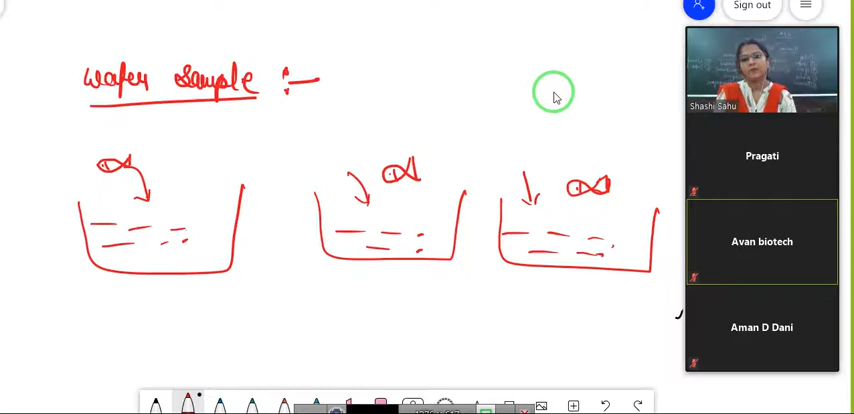 Sign out
Water Sample :-
Shashi Sahu
Pragati
Avan biotech
Aman D Dani